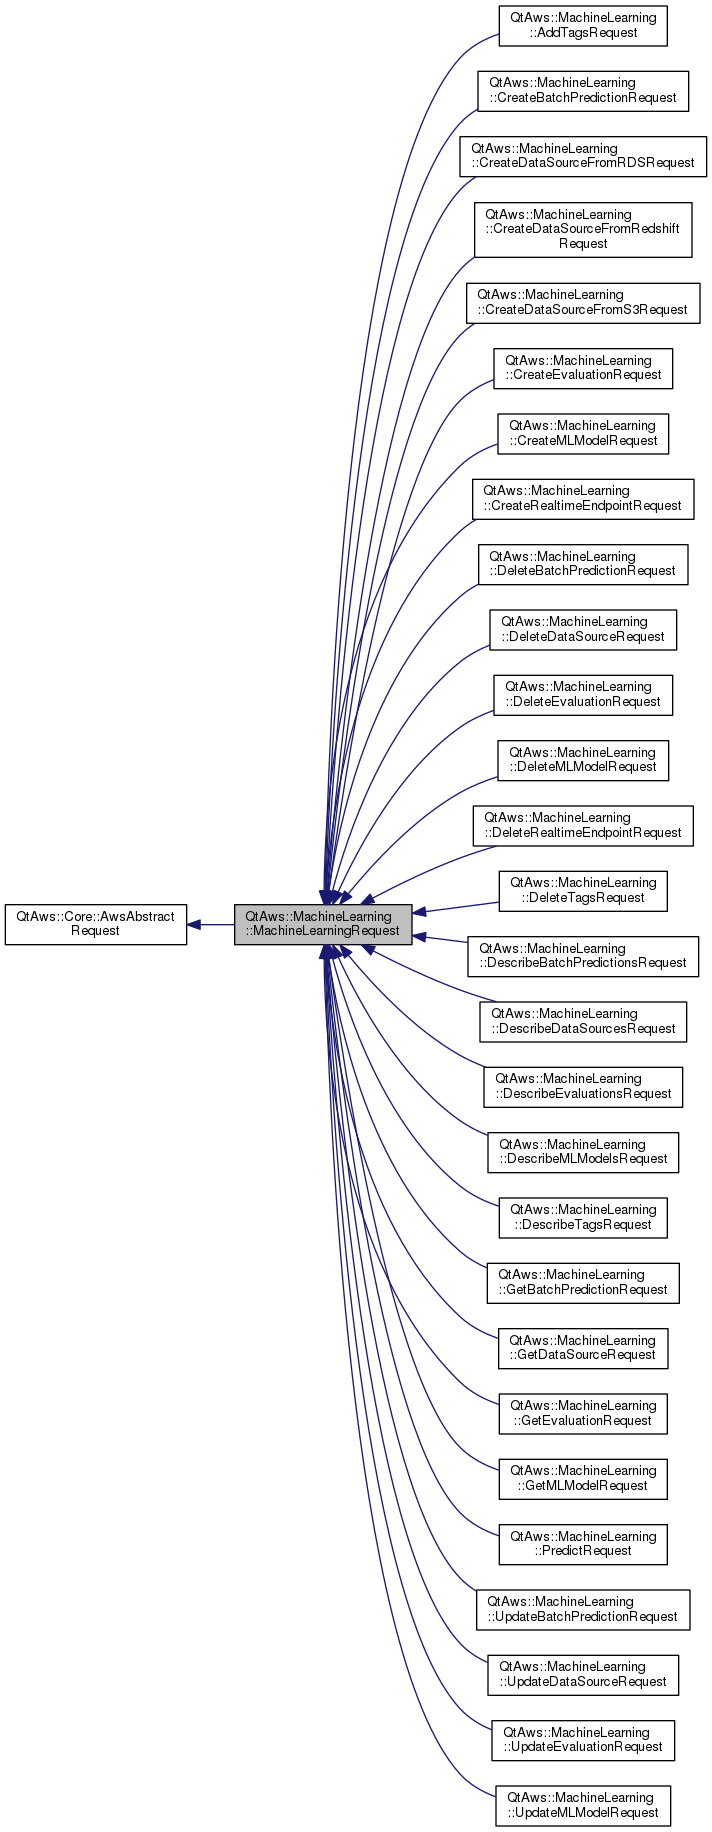 QtAws::Core::AwsAbstract
Request
QtAws::MachineLearning
::MachineLearningRequest
QtAws::MachineLearning
::AddTagsRequest
QtAws::MachineLearning
::CreateBatchPredictionRequest
QtAws::MachineLearning
::CreateDataSourceFromRDSRequest
QtAws::MachineLearning
::CreateDataSourceFromRedshift
Request
QtAws::MachineLearning
::CreateDataSourceFromS3Request
QtAws::MachineLearning
::CreateEvaluationRequest
QtAws::MachineLearning
::CreateMLModelRequest
QtAws::MachineLearning
::CreateRealtimeEndpointRequest
QtAws::MachineLearning
::DeleteBatchPredictionRequest
QtAws::MachineLearning
::DeleteDataSourceRequest
QtAws::MachineLearning
::DeleteEvaluationRequest
QtAws::MachineLearning
::DeleteMLModelRequest
QtAws::MachineLearning
::DeleteRealtimeEndpointRequest
QtAws::MachineLearning
::DeleteTagsRequest
QtAws::MachineLearning
::DescribeBatchPredictionsRequest
QtAws::MachineLearning
::DescribeDataSourcesRequest
QtAws::MachineLearning
::DescribeEvaluationsRequest
QtAws::MachineLearning
::DescribeMLModelsRequest
QtAws::MachineLearning
::DescribeTagsRequest
QtAws::MachineLearning
::GetBatchPredictionRequest
QtAws::MachineLearning
::GetDataSourceRequest
QtAws::MachineLearning
::GetEvaluationRequest
QtAws::MachineLearning
::GetMLModelRequest
QtAws::MachineLearning
::PredictRequest
QtAws::MachineLearning
::UpdateBatchPredictionRequest
QtAws::MachineLearning
::UpdateDataSourceRequest
QtAws::MachineLearning
::UpdateEvaluationRequest
QtAws::MachineLearning
::UpdateMLModelRequest